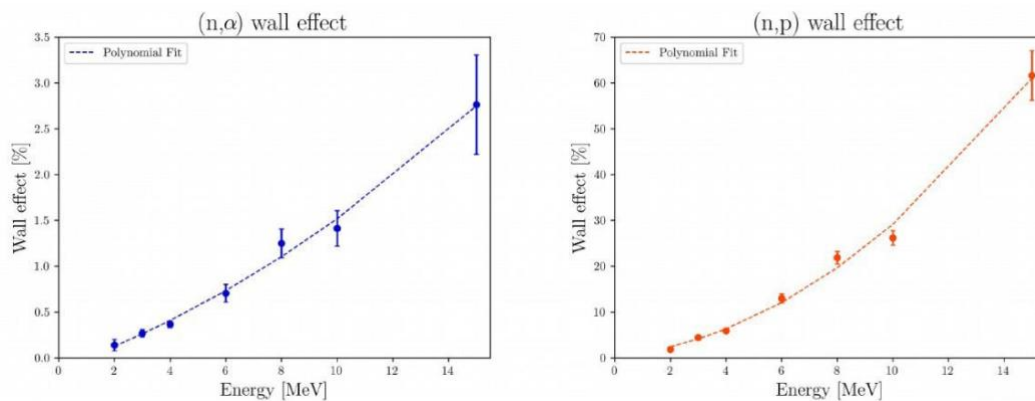 (n,α) wall effect
Polynomial Fit
Wall effect [%]
3.5
3.0
2.5
2.0
1.5
1.0
0.5
0.0
0 2 4 6 8 10 12 14
Energy [MeV]
(n,p) wall effect
Polynomial Fit
Wall effect [%]
70
60
50
40
30
20
10
0
0 2 4 6 8 10 12 14
Energy [MeV]